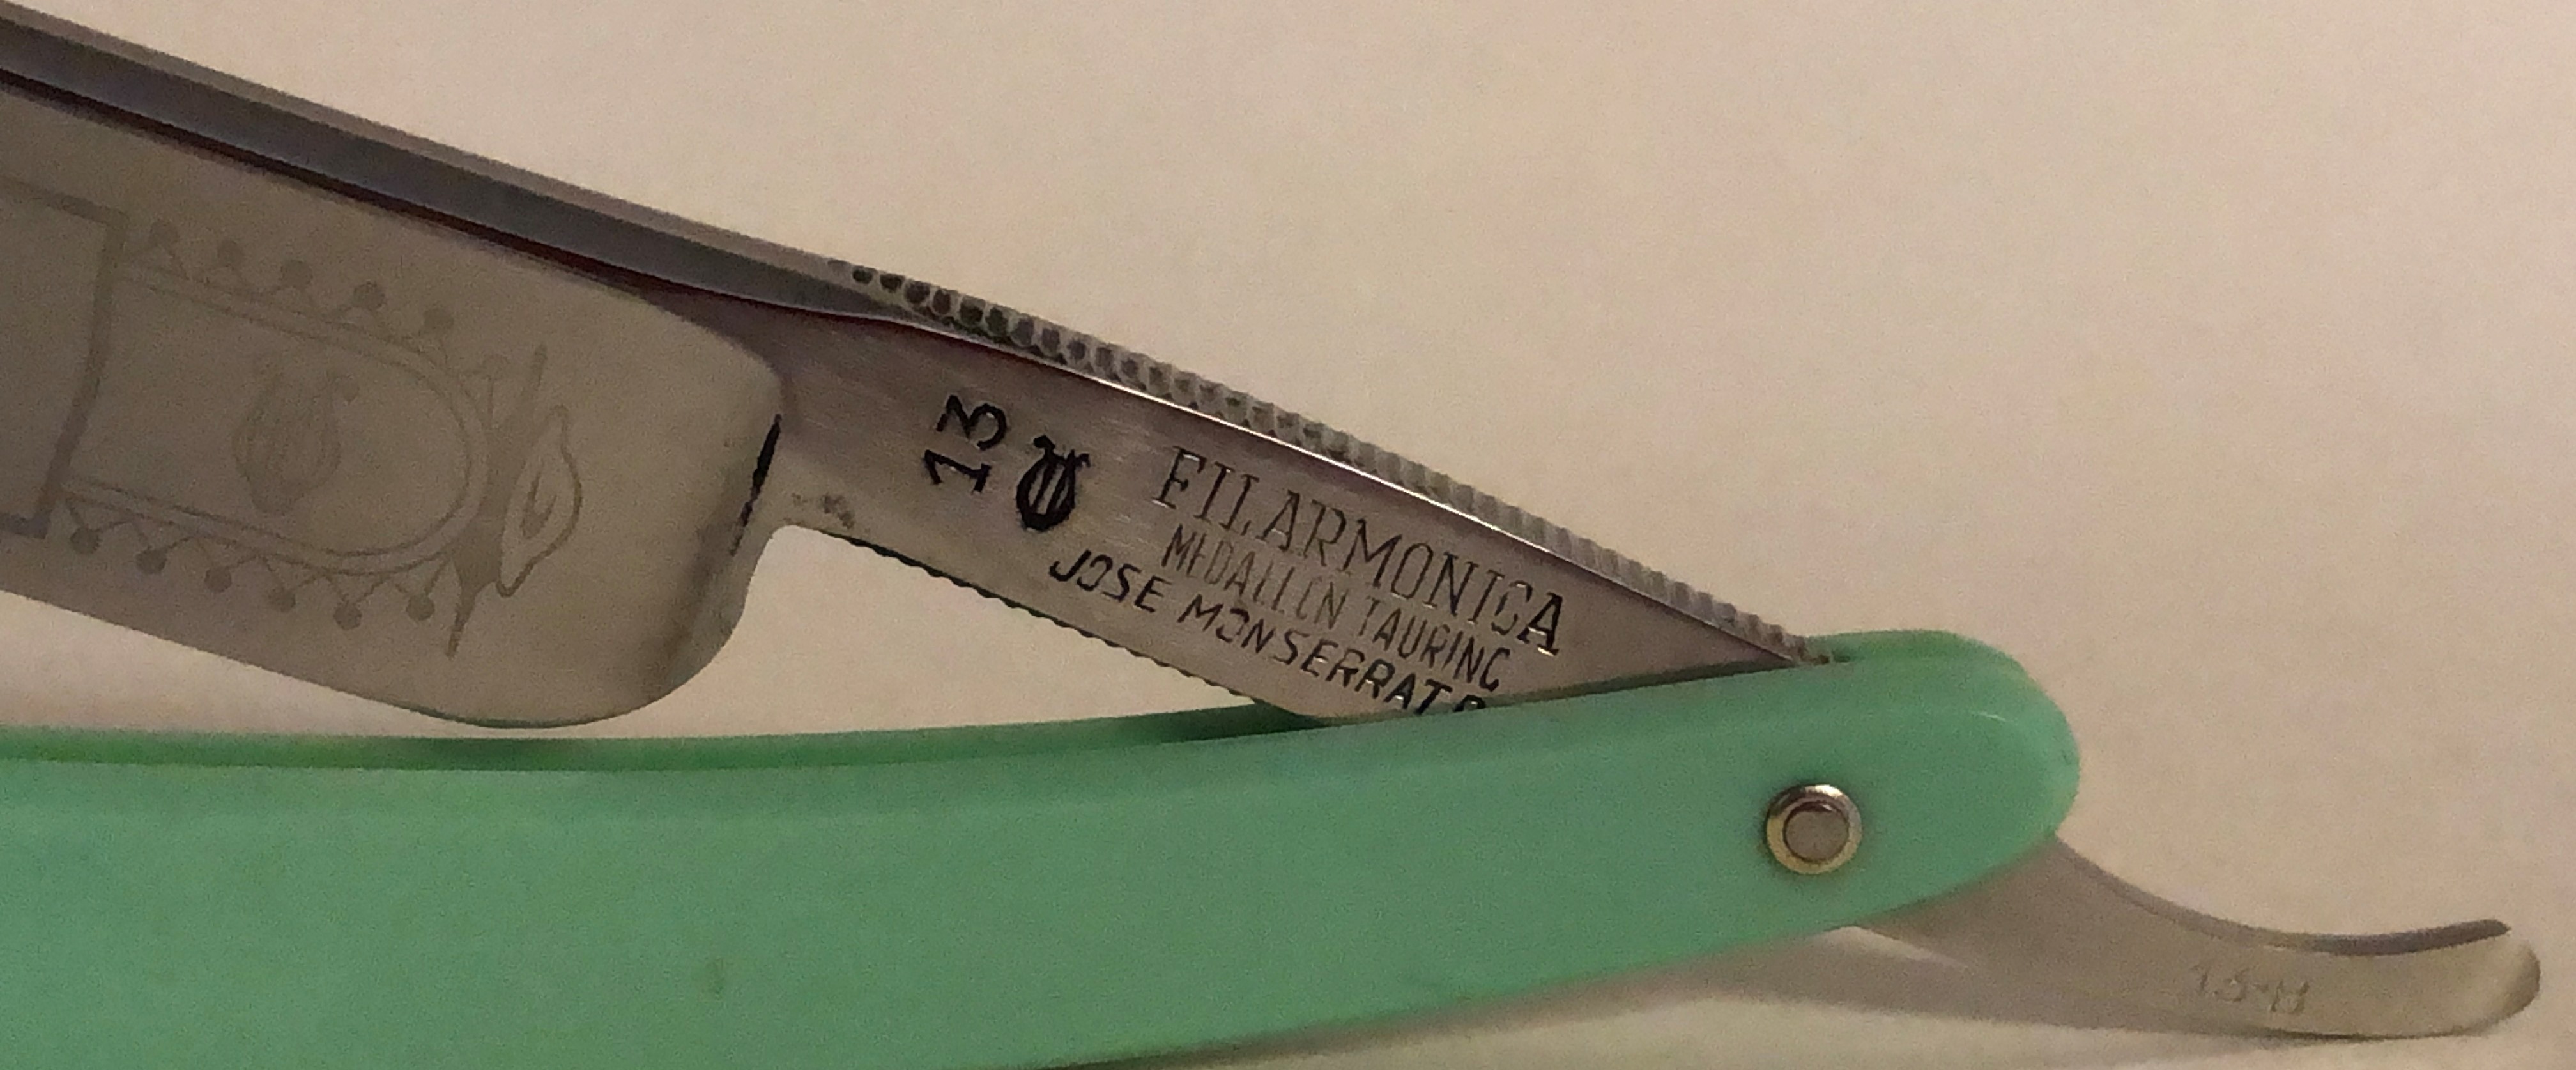 13
FILARMONICA
MEDALLON TAURINO
JOSE MONSERRAT